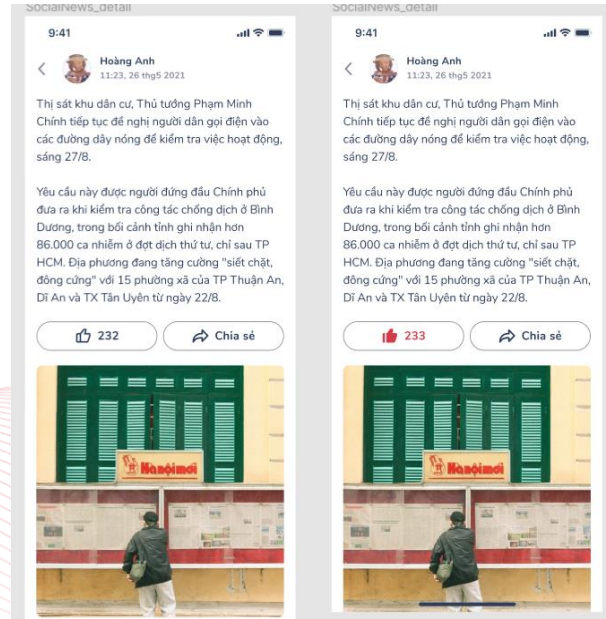 SocialNews_detail
9:41
Hoàng Anh
11:23, 26 thg5 2021
Thị sát khu dân cư, Thủ tướng Phạm Minh
Chính tiếp tục đề nghị người dân gọi điện vào
các đường dây nóng để kiểm tra việc hoạt động,
sáng 27/8.
Yêu cầu này được người đứng đầu Chính phủ
đưa ra khi kiểm tra công tác chống dịch ở Bình
Dương, trong bối cảnh tỉnh ghi nhận hơn
86.000 ca nhiễm ở đợt dịch thứ tư, chỉ sau TP
HCM. Địa phương đang tăng cường "siết chặt,
đông cứng" với 15 phường xã của TP Thuận An,
Dĩ An và TX Tân Uyên từ ngày 22/8.
232
Chia sẻ
Hànộimới
SocialNews_detail
9:41
Hoàng Anh
11:23, 26 thg5 2021
Thị sát khu dân cư, Thủ tướng Phạm Minh
Chính tiếp tục đề nghị người dân gọi điện vào
các đường dây nóng để kiểm tra việc hoạt động,
sáng 27/8.
Yêu cầu này được người đứng đầu Chính phủ
đưa ra khi kiểm tra công tác chống dịch ở Bình
Dương, trong bối cảnh tỉnh ghi nhận hơn
86.000 ca nhiễm ở đợt dịch thứ tư, chỉ sau TP
HCM. Địa phương đang tăng cường "siết chặt,
đông cứng" với 15 phường xã của TP Thuận An,
Dĩ An và TX Tân Uyên từ ngày 22/8.
233
Chia sẻ
Hànộimới